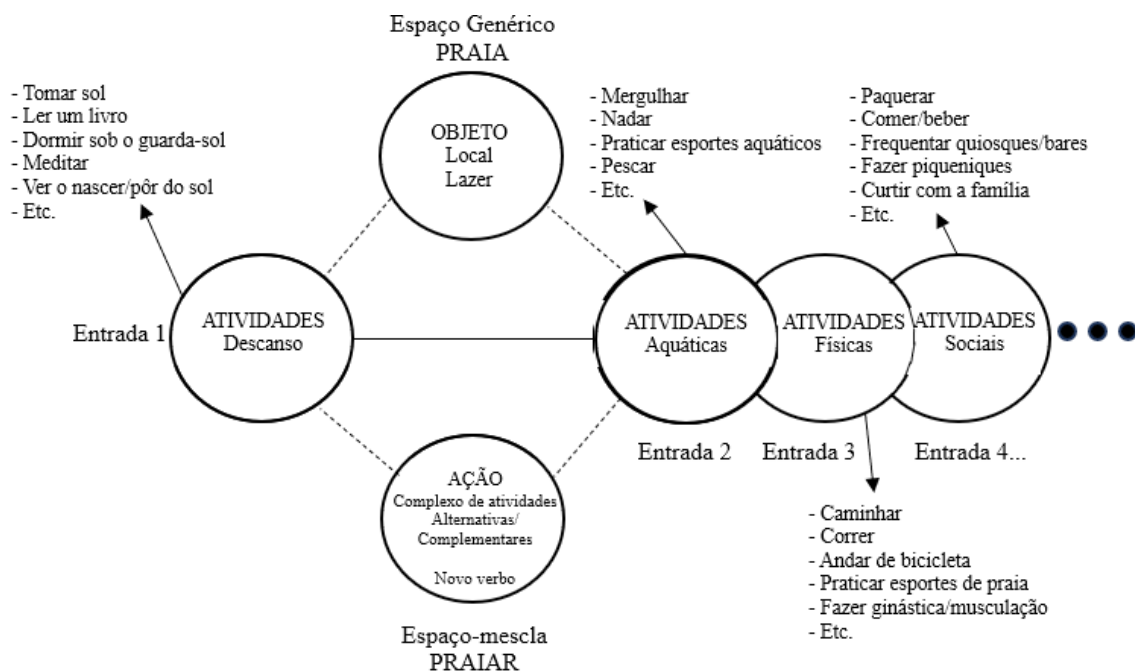 Espaço Genérico
PRAIA
- Tomar sol
- Ler um livro
- Dormir sob o guarda-sol
- Meditar
- Ver o nascer/pôr do sol
- Etc.
OBJETO
Local
Lazer
- Mergulhar
- Nadar
- Praticar esportes aquáticos
- Pescar
- Etc.
- Paquerar
- Comer/beber
- Frequentar quiosques/bares
- Fazer piqueniques
- Curtir com a família
- Etc.
Entrada 1
ATIVIDADES
Descanso
ATIVIDADES
Aquáticas
ATIVIDADES
Físicas
ATIVIDADES
Sociais
Entrada 2
Entrada 3
Entrada 4...
AÇÃO
Complexo de atividades
Alternativas/
Complementares
Novo verbo
- Caminhar
- Correr
- Andar de bicicleta
- Praticar esportes de praia
- Fazer ginástica/musculação
- Etc.
Espaço-mescla
PRAIAR